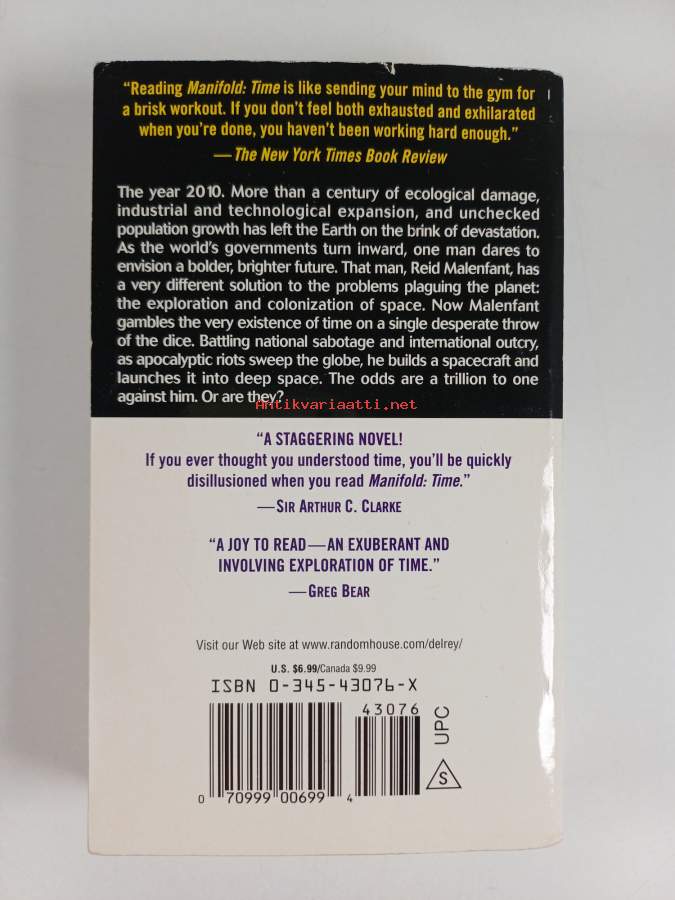 “Reading Manifold: Time is like sending your mind to the gym for
a brisk workout. If you don’t feel both exhausted and exhilarated
when you’re done, you haven’t been working hard enough.”
—The New York Times Book Review
The year 2010. More than a century of ecological damage,
industrial and technological expansion, and unchecked
population growth has left the Earth on the brink of devastation.
As the world’s governments turn inward, one man dares to
envision a bolder, brighter future. That man, Reid Malenfant, has
a very different solution to the problems plaguing the planet:
the exploration and colonization of space. Now Malenfant
gambles the very existence of time on a single desperate throw
of the dice. Battling national sabotage and international outcry,
as apocalyptic riots sweep the globe, he builds a spacecraft and
launches it into deep space. The odds are a trillion to one
against him. Or are they?
Antikvariaatti.net
“A STAGGERING NOVEL!
If you ever thought you understood time, you’ll be quickly
disillusioned when you read Manifold: Time.”
—SIR ARTHUR C. CLARKE
“A JOY TO READ—AN EXUBERANT AND
INVOLVING EXPLORATION OF TIME.”
—GREG BEAR
Visit our Web site at www.randomhouse.com/delrey/
U.S. $6.99/Canada $9.99
ISBN 0-345-43076-X
43076
0 70999 00699 4
UPC
S